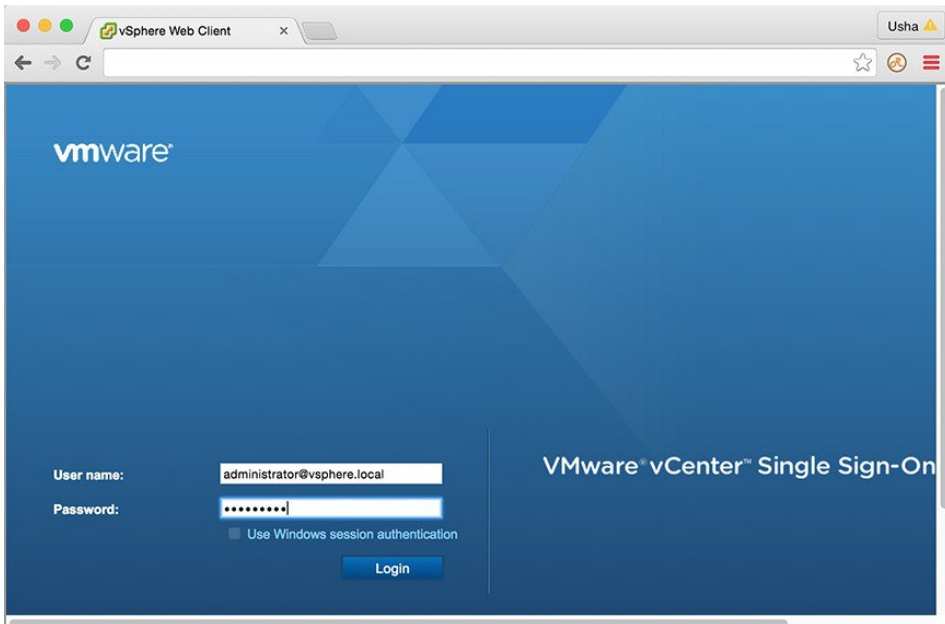 vSphere Web Client
Usha
vmware®
User name: administrator@vsphere.local
VMware® vCenter™ Single Sign-On
Password: •••••••••
Use Windows session authentication
Login